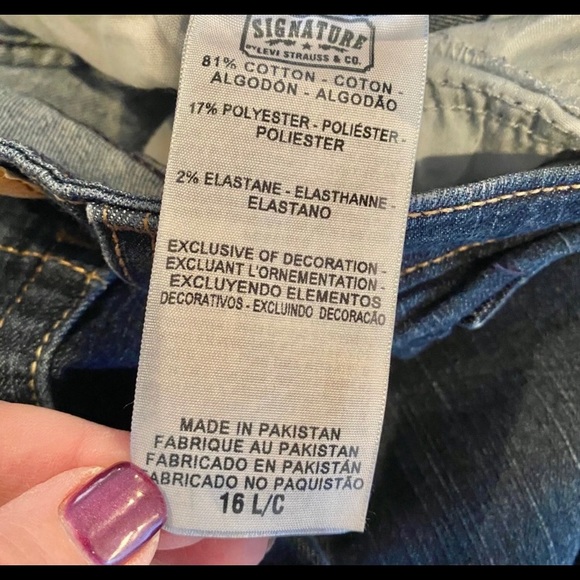 SIGNATURE
BY LEVI STRAUSS & CO.
81% COTTON - COTON -
ALGODÓN - ALGODÃO
17% POLYESTER - POLIÉSTER -
POLIESTER
2% ELASTANE - ELASTHANNE -
ELASTANO
EXCLUSIVE OF DECORATION -
EXCLUANT L'ORNEMENTATION -
EXCLUYENDO ELEMENTOS
DECORATIVOS - EXCLUINDO DECORACÃO
MADE IN PAKISTAN
FABRIQUE AU PAKISTAN
FABRICADO EN PAKISTÁN
FABRICADO NO PAQUISTÃO
16 L/C